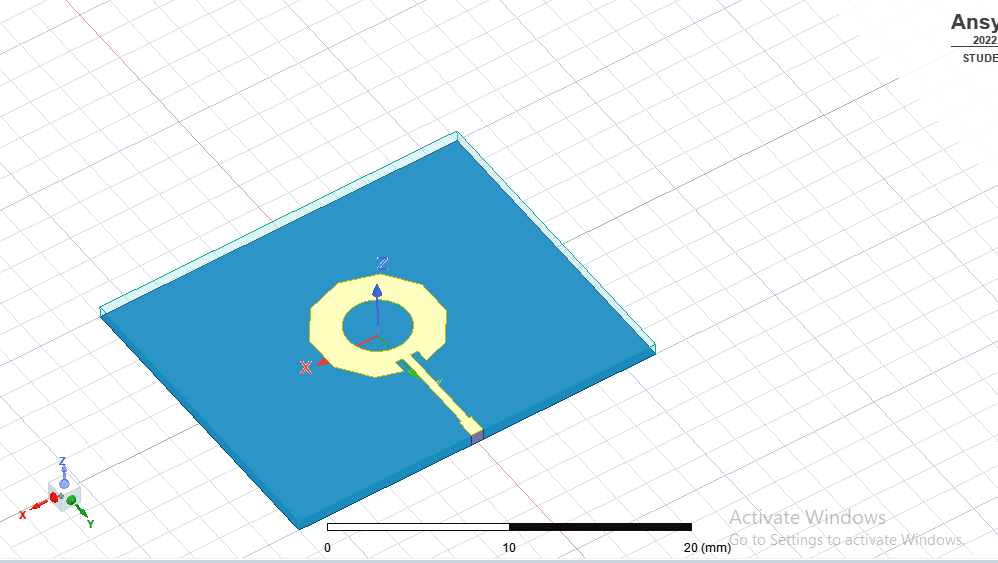 Ansy
2022
STUDE
Z
X
Z
X
Y
0 10 20 (mm)
Activate Windows
Go to Settings to activate Windows.